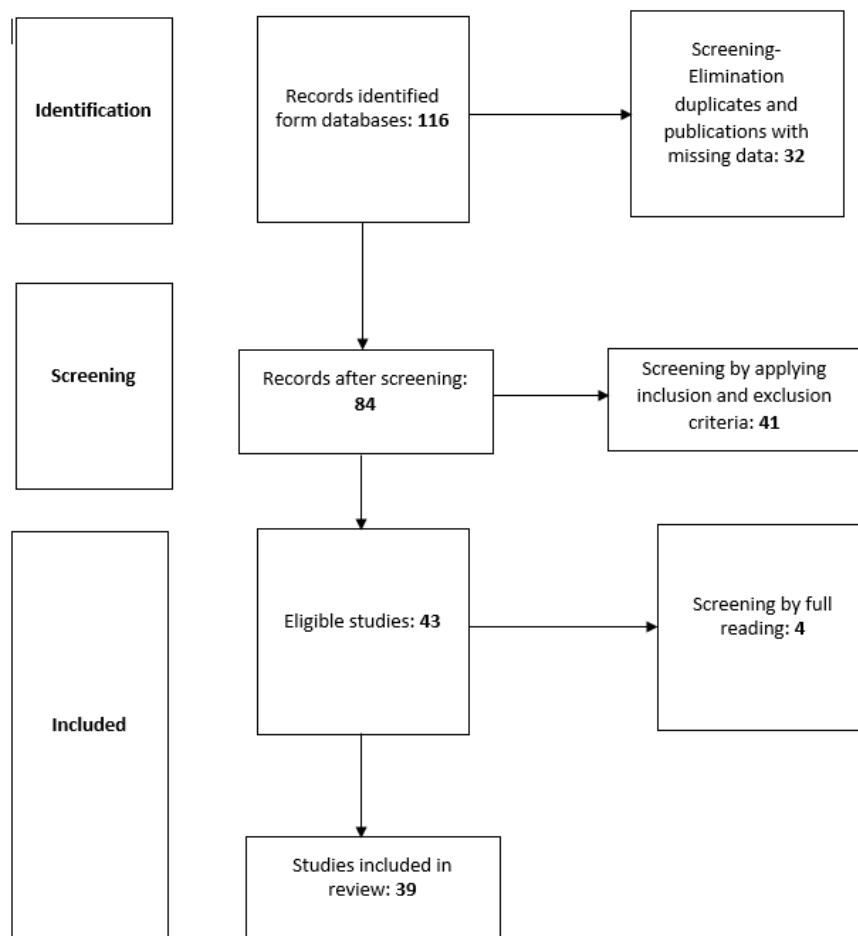 Identification
Records identified
form databases: 116
Screening-
Elimination
duplicates and
publications with
missing data: 32
Screening
Records after screening:
84
Screening by applying
inclusion and exclusion
criteria: 41
Included
Eligible studies: 43
Screening by full
reading: 4
Studies included in
review: 39